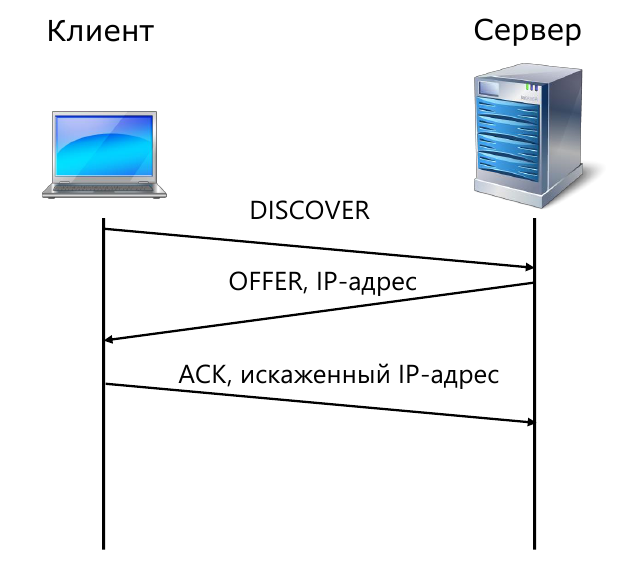 Клиент
Сервер
DISCOVER
OFFER, IP-адрес
ACK, искаженный IP-адрес